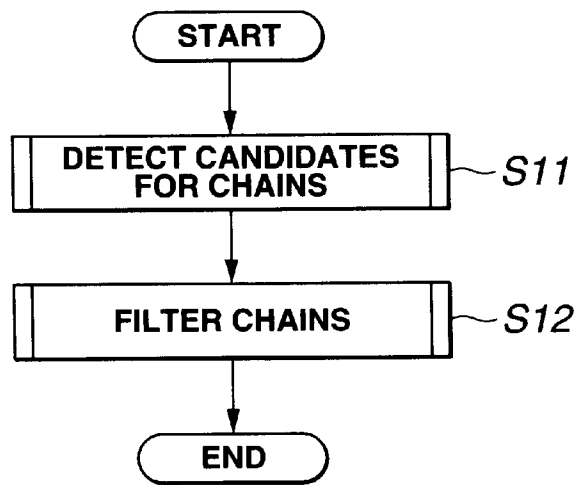 START
DETECT CANDIDATES
FOR CHAINS
S11
FILTER CHAINS
S12
END